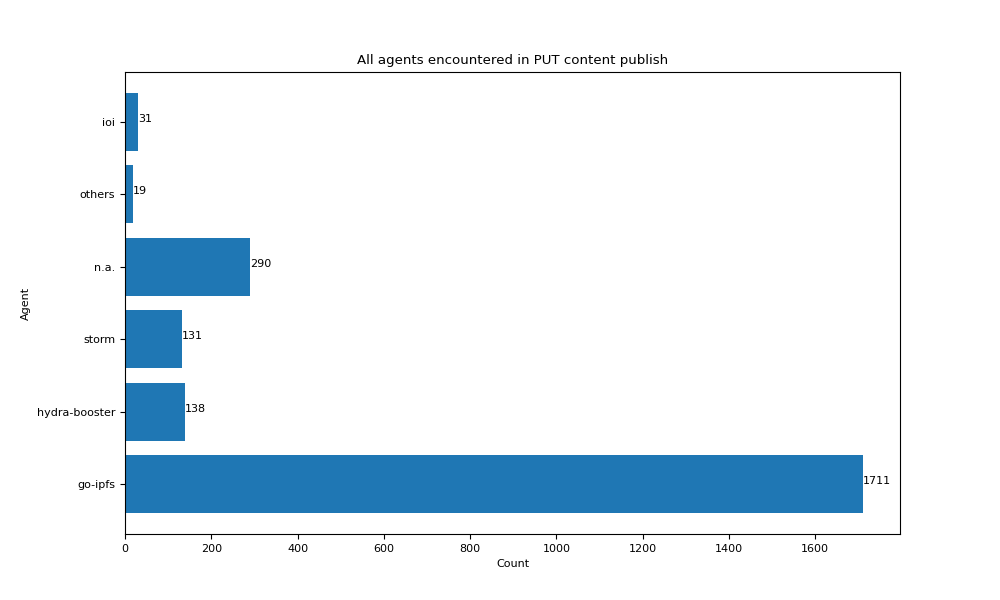 All agents encountered in PUT content publish
ioi
31
others
19
n.a.
290
Agent
storm
131
hydra-booster
138
go-ipfs
1711
0 200 400 600 800 1000 1200 1400 1600
Count